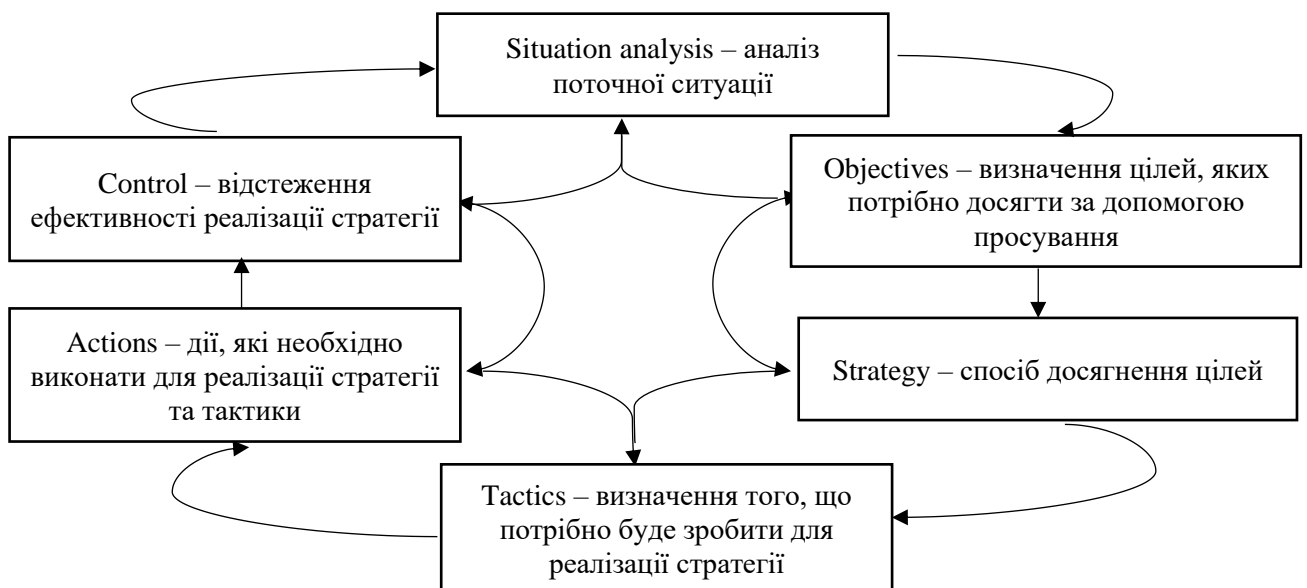 Situation analysis – аналіз
поточної ситуації
Objectives – визначення цілей, яких
потрібно досягти за допомогою
просування
Strategy – спосіб досягнення цілей
Tactics – визначення того, що
потрібно буде зробити для
реалізації стратегії
Actions – дії, які необхідно
виконати для реалізації стратегії
та тактики
Control – відстеження
ефективності реалізації стратегії